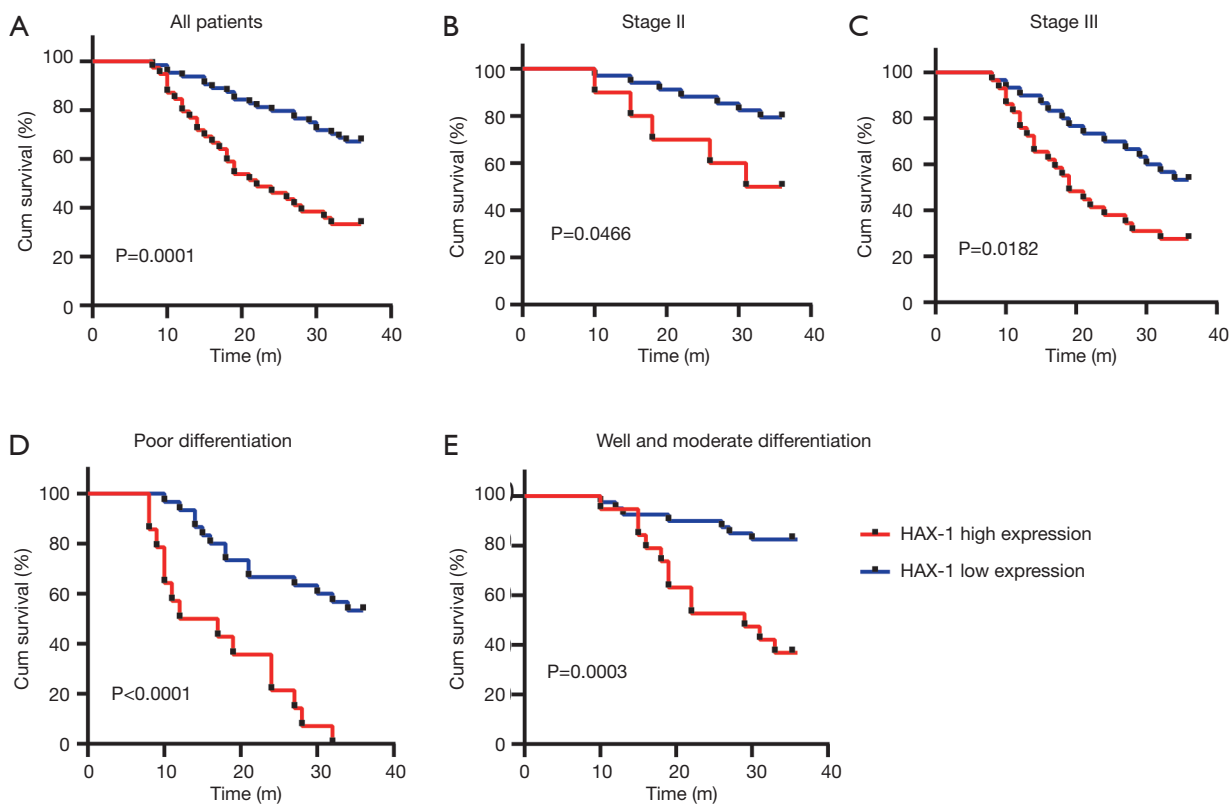 A
All patients
100
80
60
40
20
0
Cum survival (%)
P=0.0001
0
10
20
30
40
Time (m)
B
Stage II
100
80
60
40
20
0
Cum survival (%)
P=0.0466
0
10
20
30
40
Time (m)
C
Stage III
100
80
60
40
20
0
Cum survival (%)
P=0.0182
0
10
20
30
40
Time (m)
D
Poor differentiation
100
80
60
40
20
0
Cum survival (%)
P<0.0001
0
10
20
30
40
Time (m)
E
Well and moderate differentiation
100
80
60
40
20
0
Cum survival (%)
P=0.0003
0
10
20
30
40
Time (m)
HAX-1 high expression
HAX-1 low expression